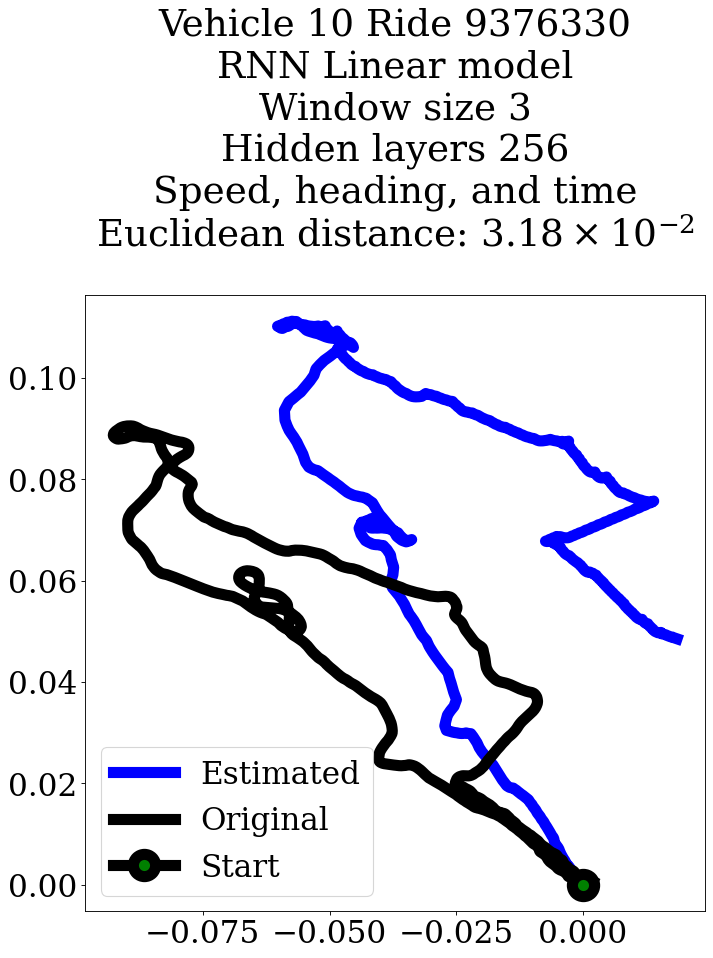 Vehicle 10 Ride 9376330
RNN Linear model
Window size 3
Hidden layers 256
Speed, heading, and time
Euclidean distance: 3.18 × 10⁻²
0.10
0.08
0.06
0.04
0.02
0.00
Estimated
Original
Start
−0.075 −0.050 −0.025 0.000